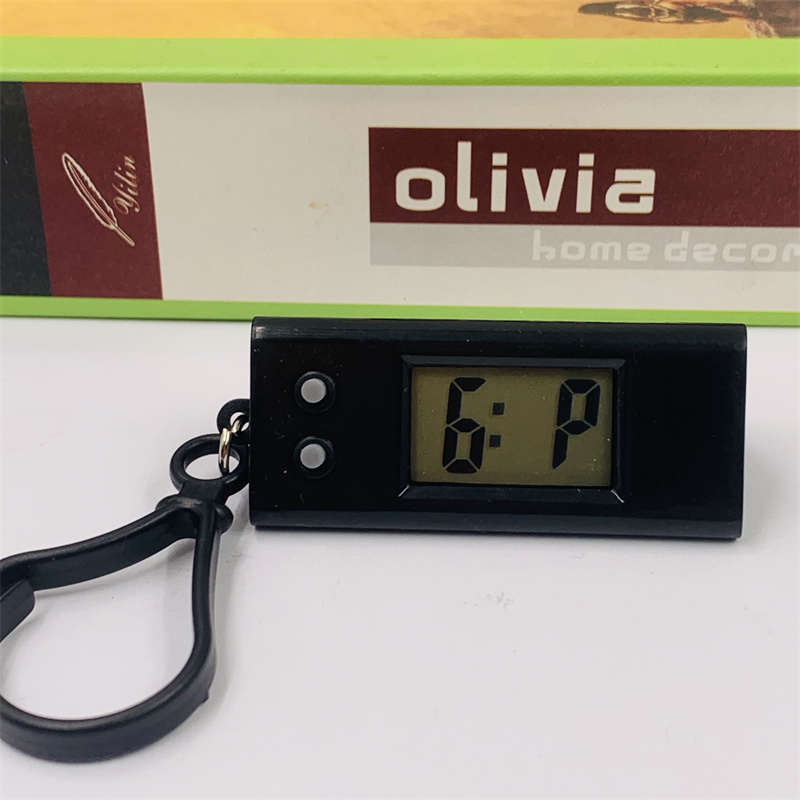 Yilin
olivia
home decor
6: P